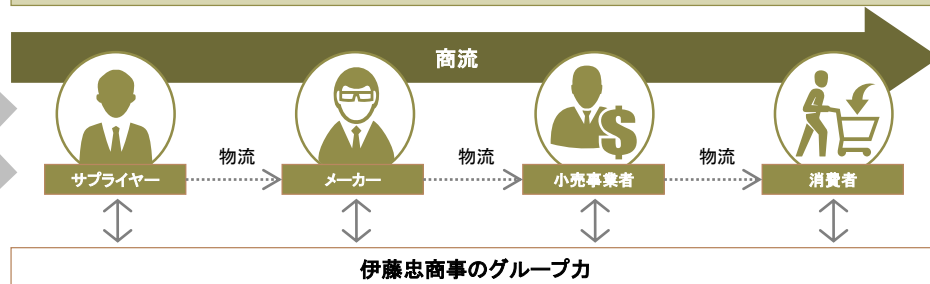 商流
物流
物流
物流
サプライヤー
メーカー
小売事業者
消費者
伊藤忠商事のグループ力